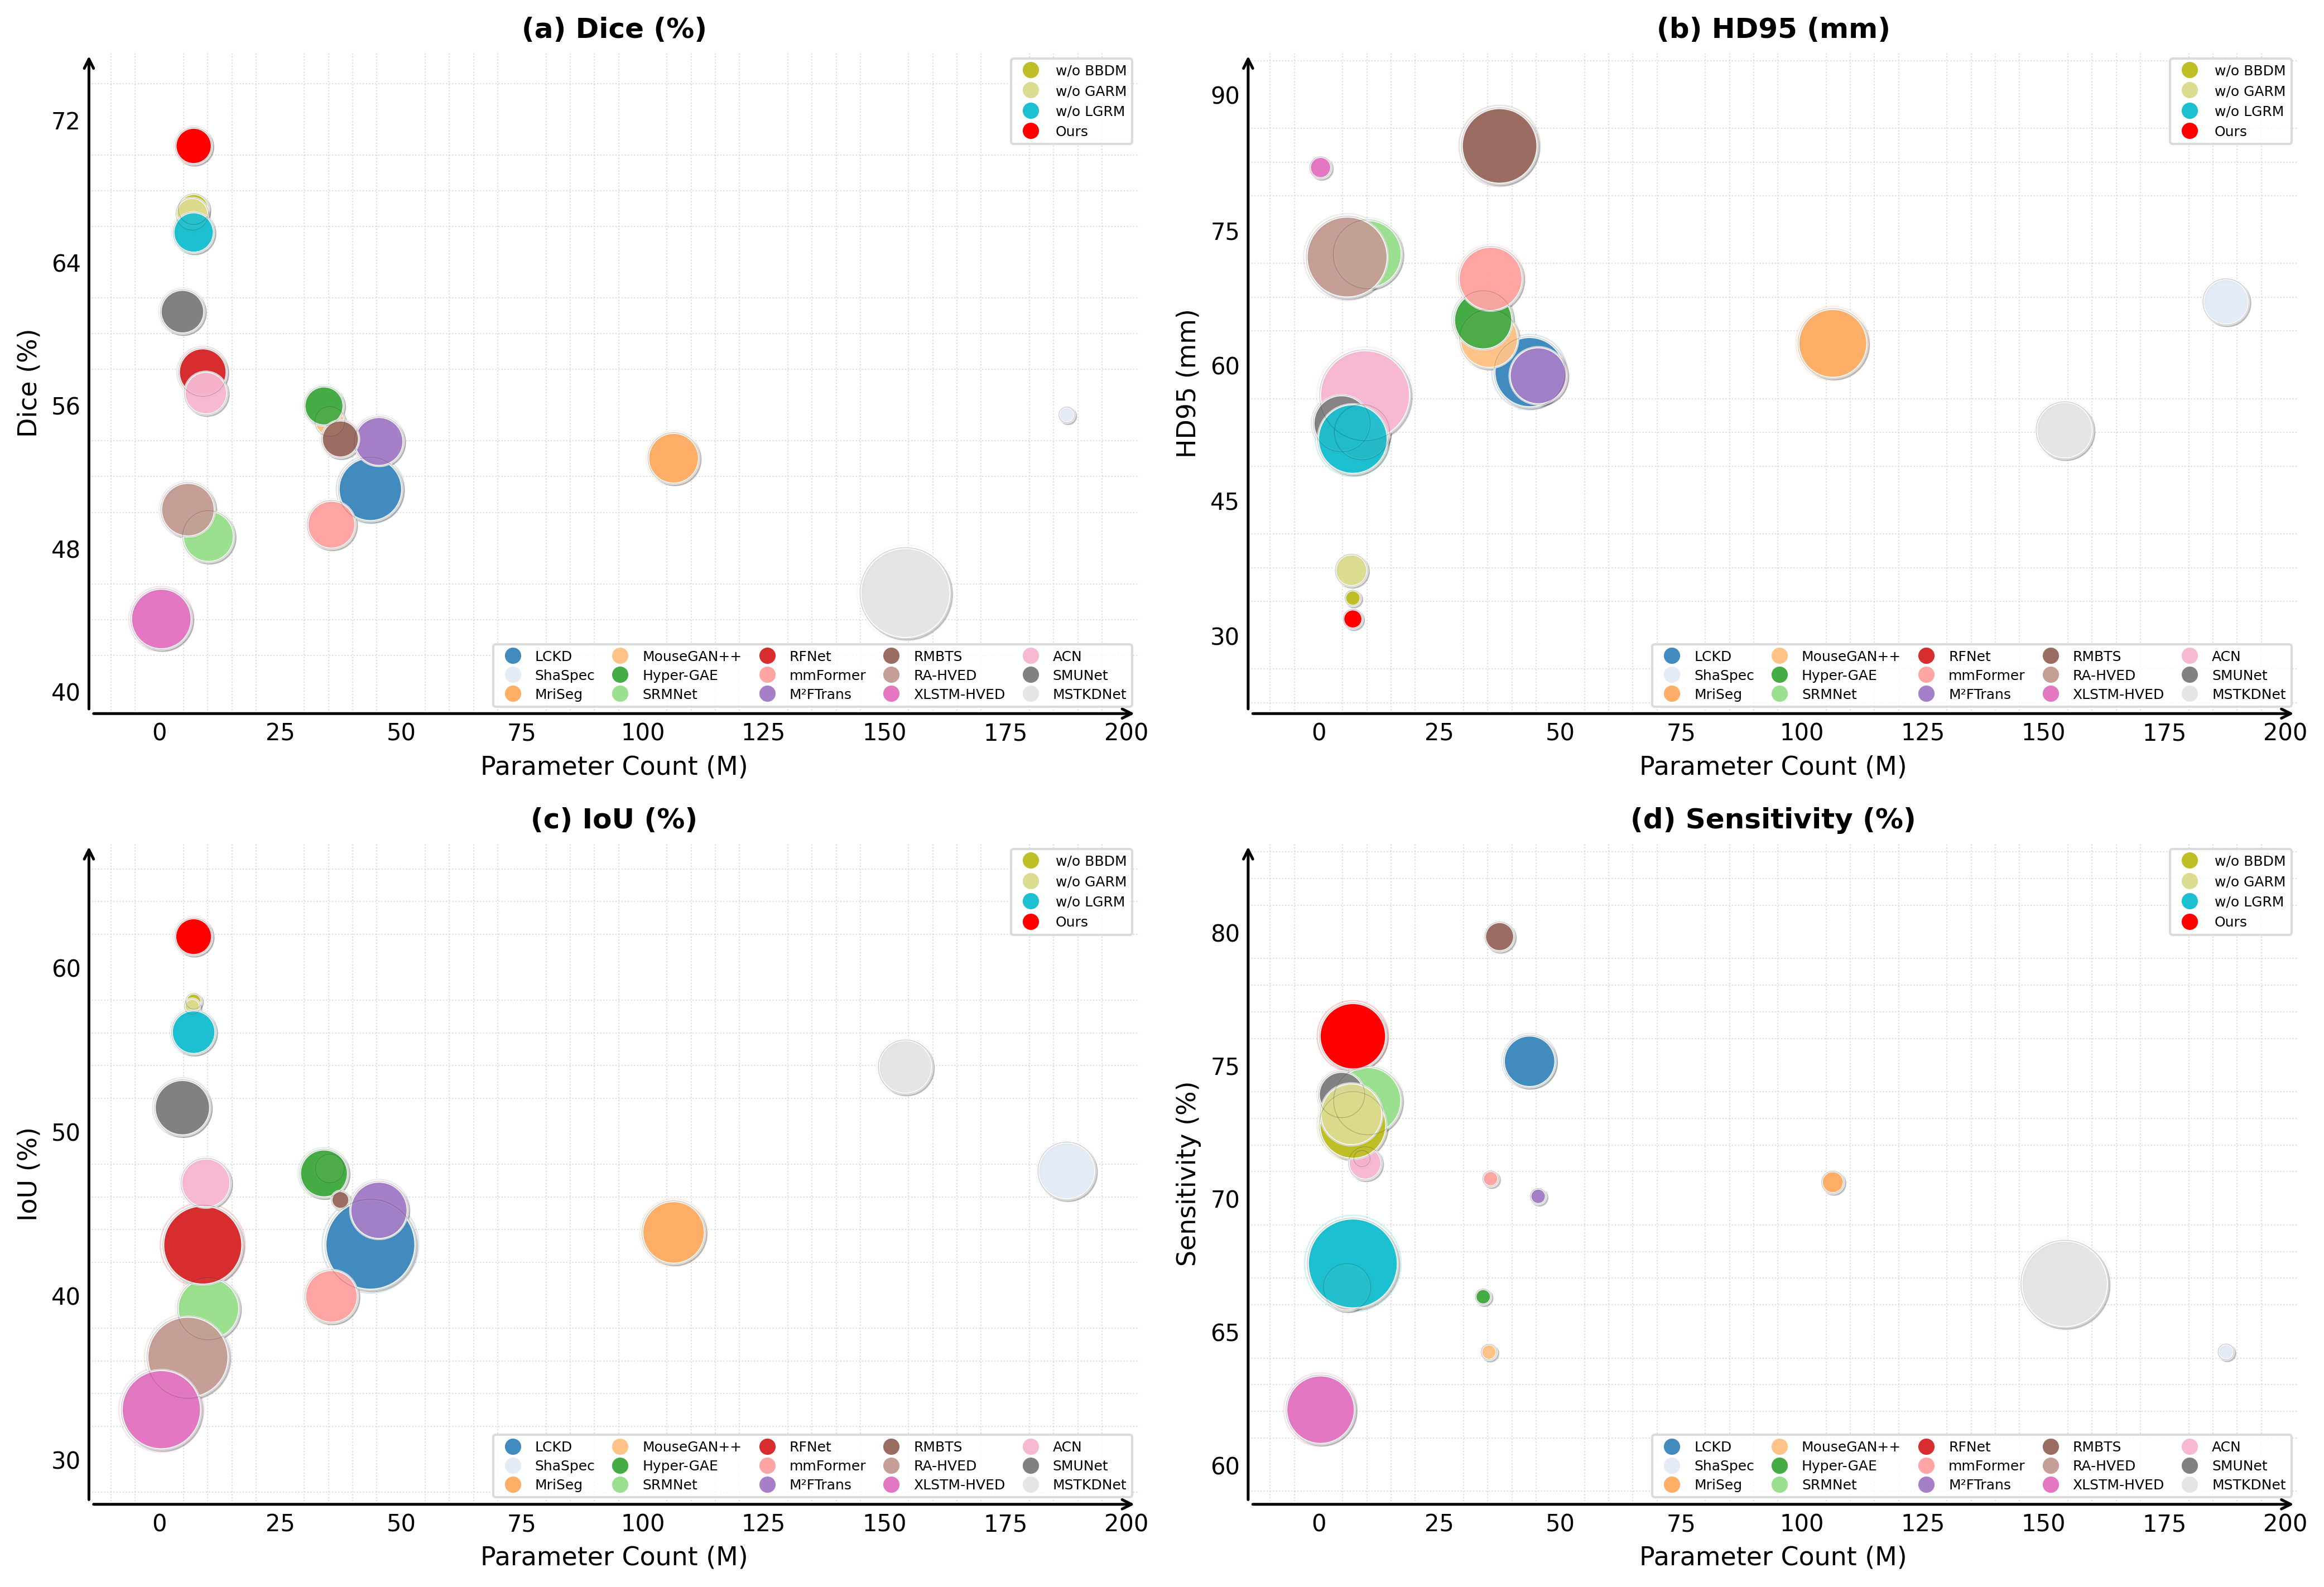 (a) Dice (%)
w/o BBDM
w/o GARM
w/o LGRM
Ours
72
64
56
48
40
Dice (%)
LCKD MouseGAN++ RFNet RMBTS ACN
ShaSpec Hyper-GAE mmFormer RA-HVED SMUNet
MriSeg SRMNet M²FTrans XLSTM-HVED MSTKDNet
0 25 50 75 100 125 150 175 200
Parameter Count (M)
(b) HD95 (mm)
w/o BBDM
w/o GARM
w/o LGRM
Ours
90
75
60
45
30
HD95 (mm)
LCKD MouseGAN++ RFNet RMBTS ACN
ShaSpec Hyper-GAE mmFormer RA-HVED SMUNet
MriSeg SRMNet M²FTrans XLSTM-HVED MSTKDNet
0 25 50 75 100 125 150 175 200
Parameter Count (M)
(c) IoU (%)
w/o BBDM
w/o GARM
w/o LGRM
Ours
60
50
40
30
IoU (%)
LCKD MouseGAN++ RFNet RMBTS ACN
ShaSpec Hyper-GAE mmFormer RA-HVED SMUNet
MriSeg SRMNet M²FTrans XLSTM-HVED MSTKDNet
0 25 50 75 100 125 150 175 200
Parameter Count (M)
(d) Sensitivity (%)
w/o BBDM
w/o GARM
w/o LGRM
Ours
80
75
70
65
60
Sensitivity (%)
LCKD MouseGAN++ RFNet RMBTS ACN
ShaSpec Hyper-GAE mmFormer RA-HVED SMUNet
MriSeg SRMNet M²FTrans XLSTM-HVED MSTKDNet
0 25 50 75 100 125 150 175 200
Parameter Count (M)